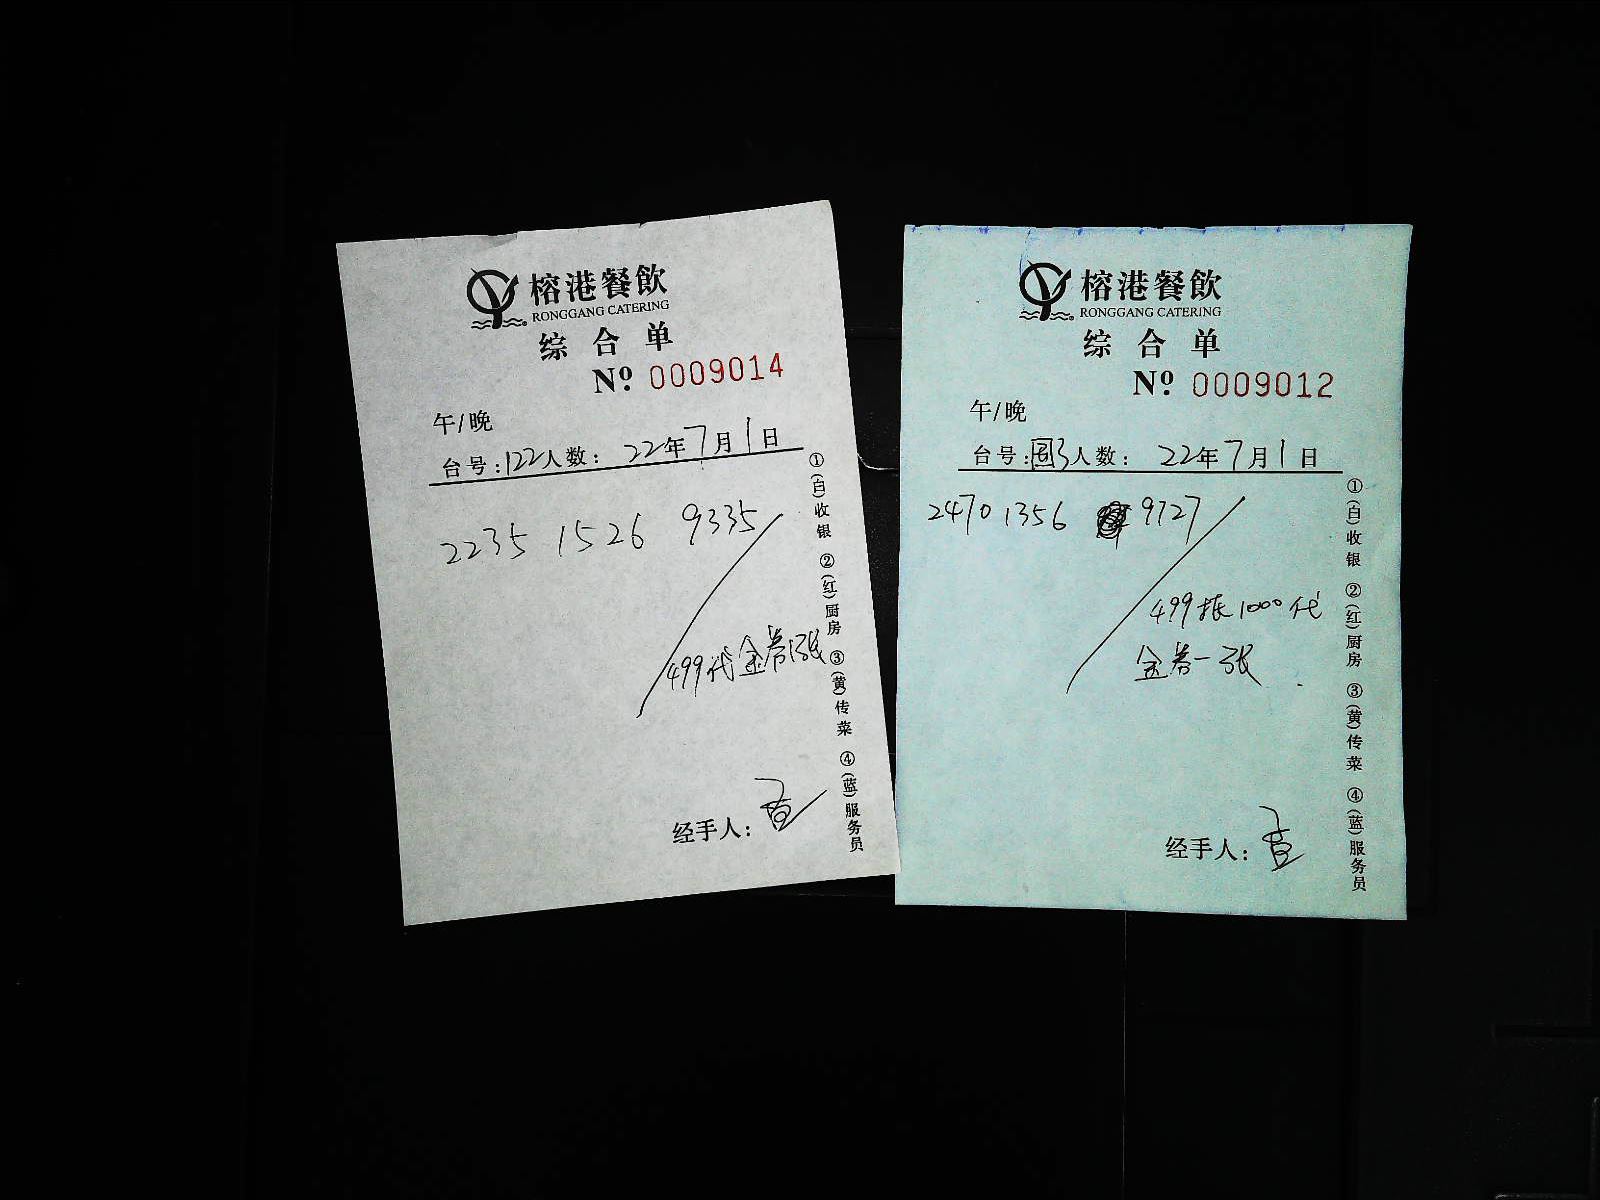 榕港餐飲
RONGGANG CATERING
综合单
Nº 0009014
午/晚
台号:122人数: 22年7月1日
2235 1526 9335
499代金券1张
经手人:
①(白)收银 ②(红)厨房 ③(黄)传菜 ④(蓝)服务员
榕港餐飲
RONGGANG CATERING
综合单
Nº 0009012
午/晚
台号: 人数: 22年7月1日
2470 1356 9727
499抵1000代
金券一张
经手人:
①(白)收银 ②(红)厨房 ③(黄)传菜 ④(蓝)服务员